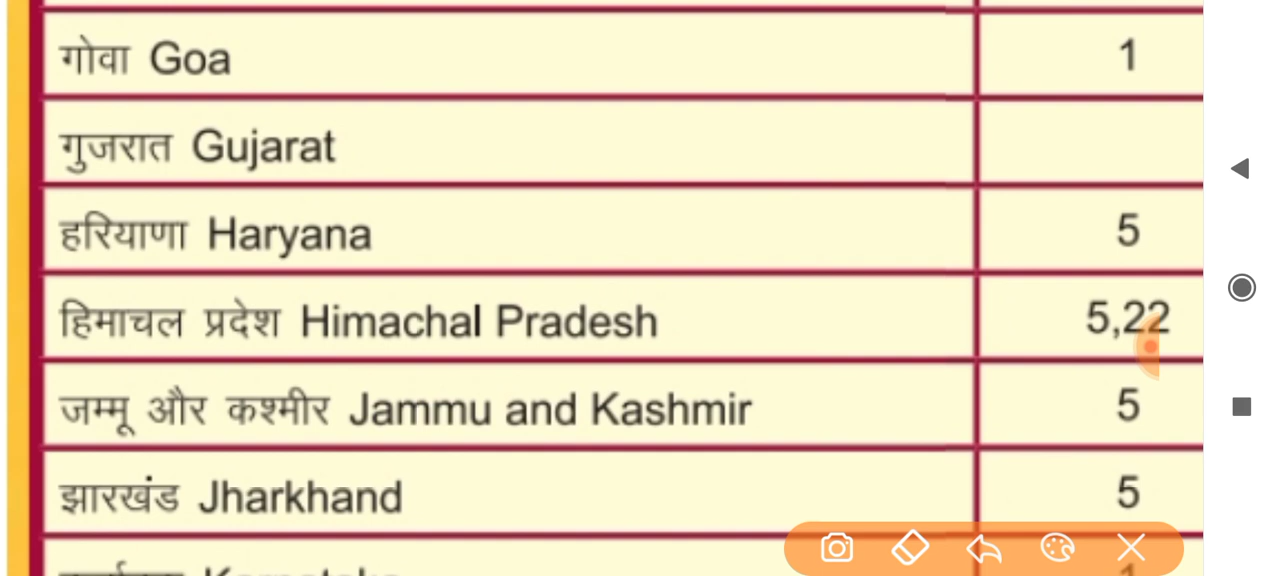 गोवा Goa 1
गुजरात Gujarat
हरियाणा Haryana 5
हिमाचल प्रदेश Himachal Pradesh 5,22
जम्मू और कश्मीर Jammu and Kashmir 5
झारखंड Jharkhand 5